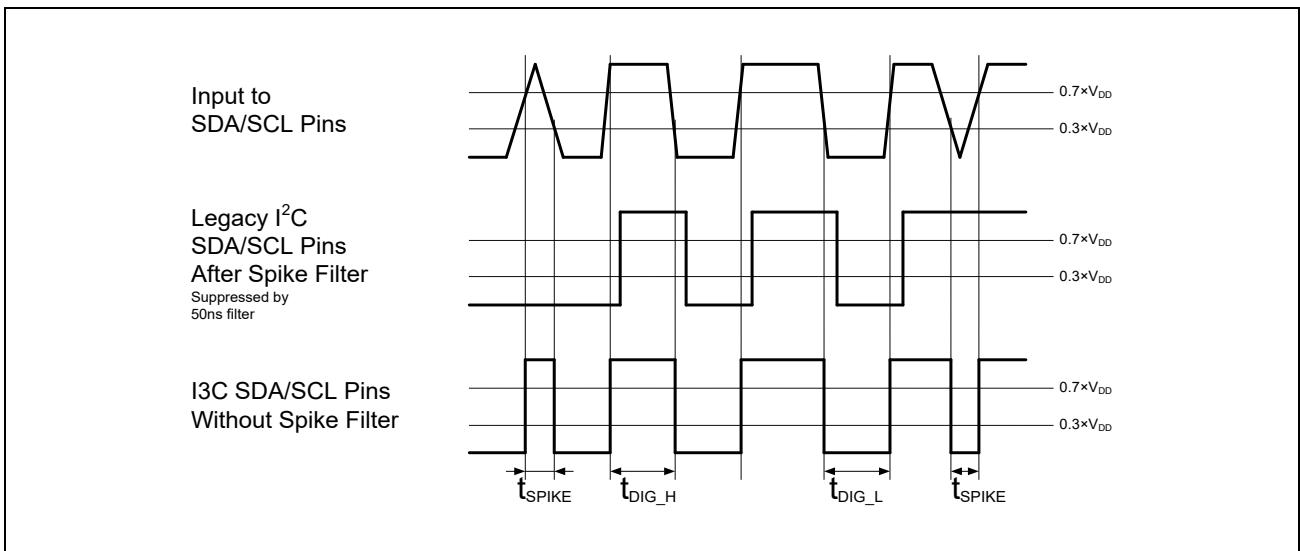 Input to
SDA/SCL Pins
0.7×VDD
0.3×VDD
Legacy I²C
SDA/SCL Pins
After Spike Filter
Suppressed by
50ns filter
0.7×VDD
0.3×VDD
I3C SDA/SCL Pins
Without Spike Filter
0.7×VDD
0.3×VDD
tSPIKE tDIG_H tDIG_L tSPIKE